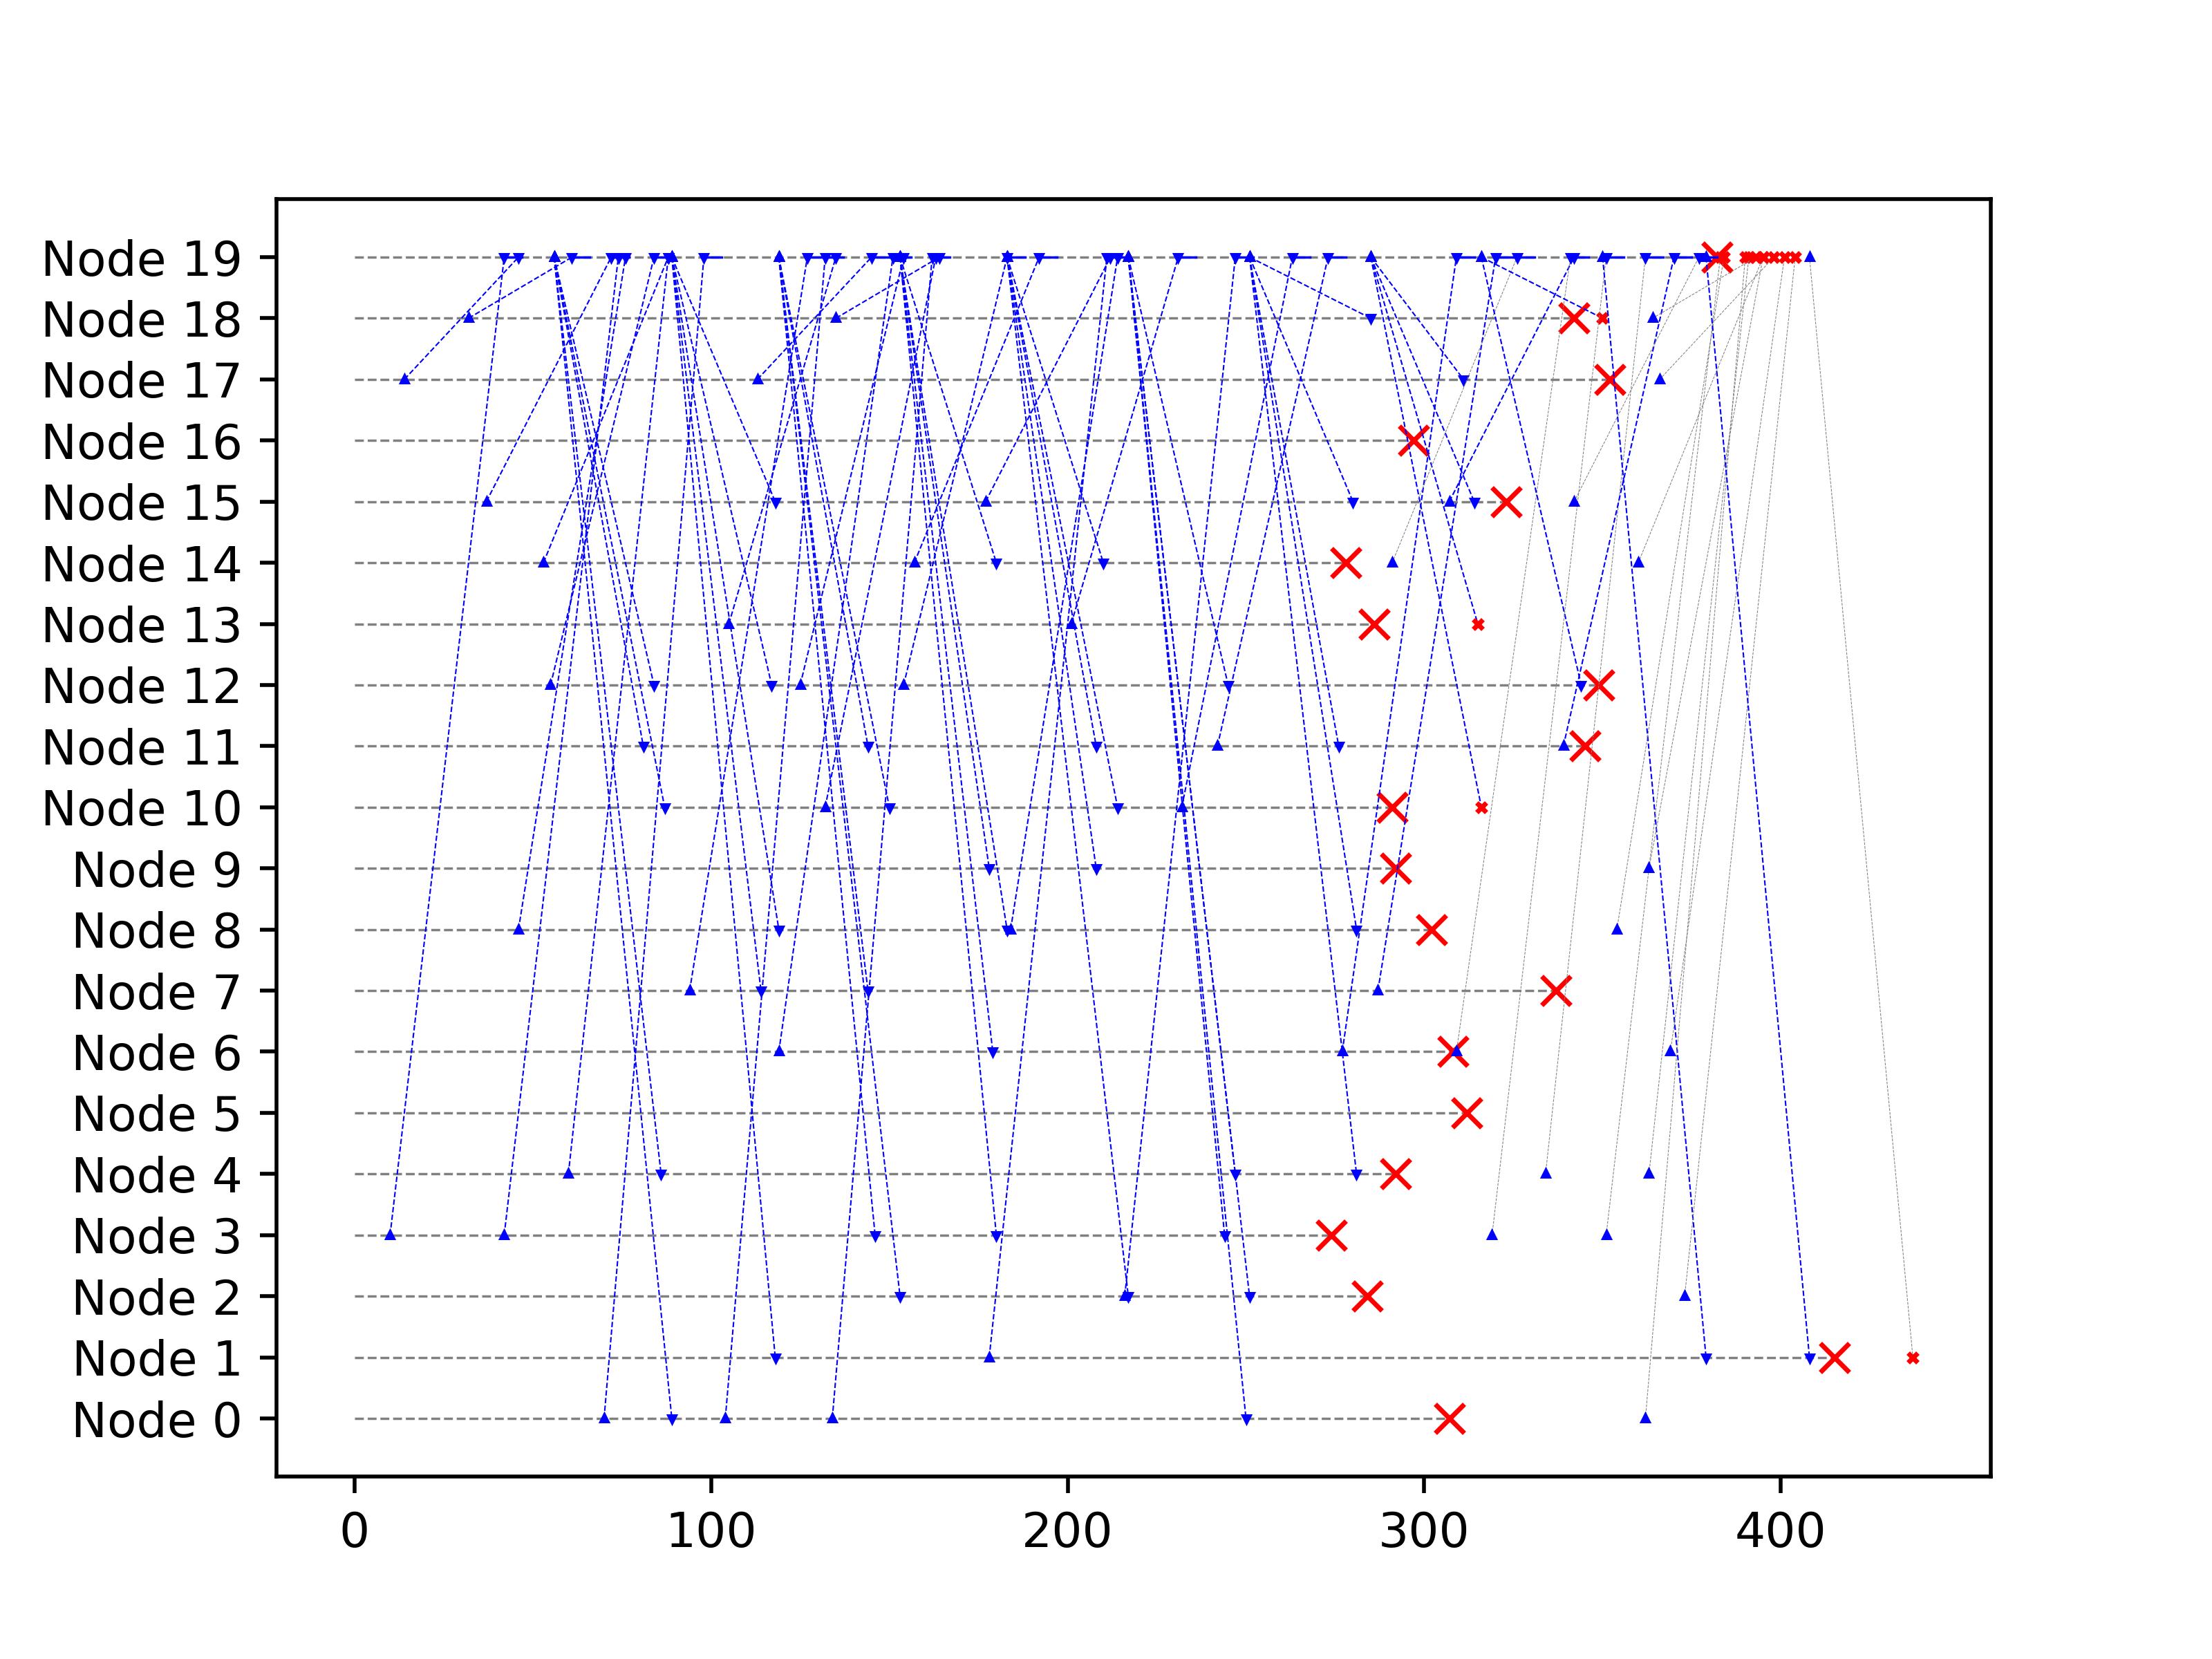 Node 19
Node 18
Node 17
Node 16
Node 15
Node 14
Node 13
Node 12
Node 11
Node 10
Node 9
Node 8
Node 7
Node 6
Node 5
Node 4
Node 3
Node 2
Node 1
Node 0
0 100 200 300 400